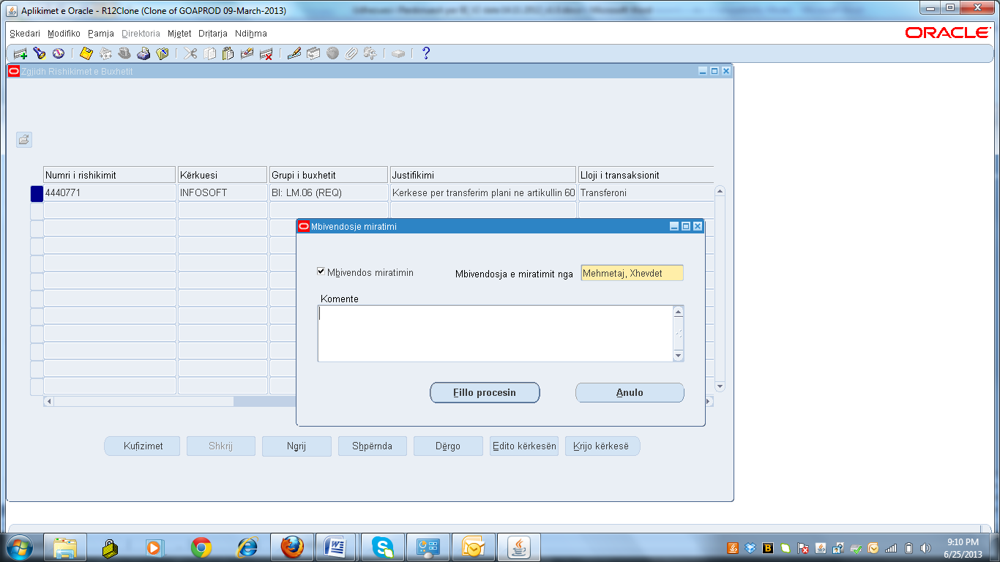 Aplikimet e Oracle - R12Clone (Clone of GOAPROD 09-March-2013)
Skedari Modifiko Pamja Direktoria Mjetet Dritarja Ndihma
ORACLE
Zgjidh Rishikimet e Buxhetit
Numri i rishikimit Kërkuesi Grupi i buxhetit Justifikimi Lloji i transaksionit
4440771 INFOSOFT BI: LM.06 (REQ) Kerkese per transferim plani ne artikullin 60 Transferoni
Mbivendosje miratimi
Mbivendos miratimin Mbivendosja e miratimit nga Mehmetaj, Xhevdet
Komente
Fillo procesin Anulo
Kufizimet Shkrij Ngrij Shpërnda Dërgo Edito kërkesën Krijo kërkesë
9:10 PM
6/25/2013